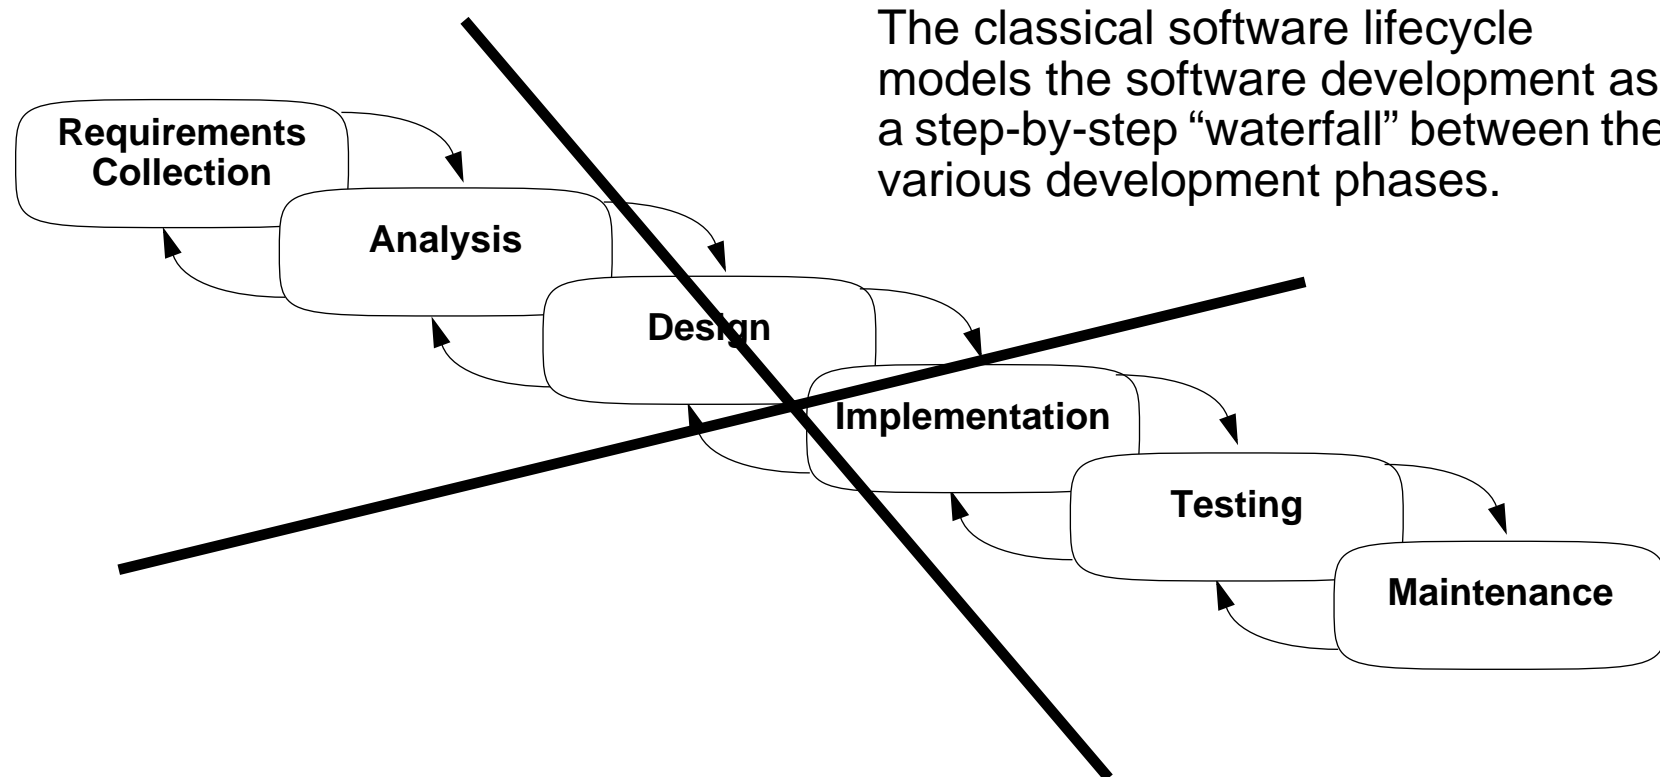 The classical software lifecycle
models the software development as
a step-by-step “waterfall” between the
various development phases.
Requirements
Collection
Analysis
Design
Implementation
Testing
Maintenance